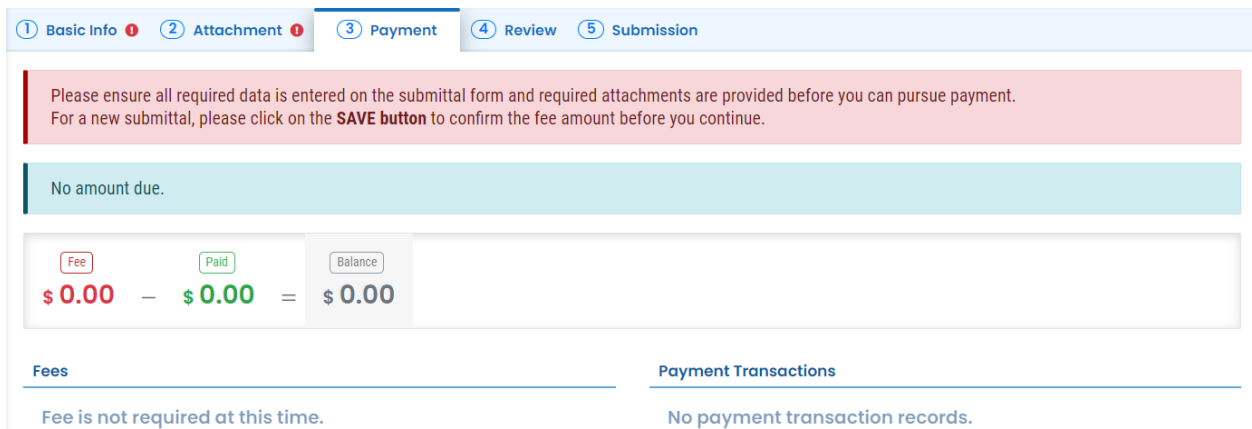 1 Basic Info ! 2 Attachment ! 3 Payment 4 Review 5 Submission
Please ensure all required data is entered on the submittal form and required attachments are provided before you can pursue payment.
For a new submittal, please click on the SAVE button to confirm the fee amount before you continue.
No amount due.
Fee Paid Balance
$ 0.00 – $ 0.00 = $ 0.00
Fees Payment Transactions
Fee is not required at this time. No payment transaction records.